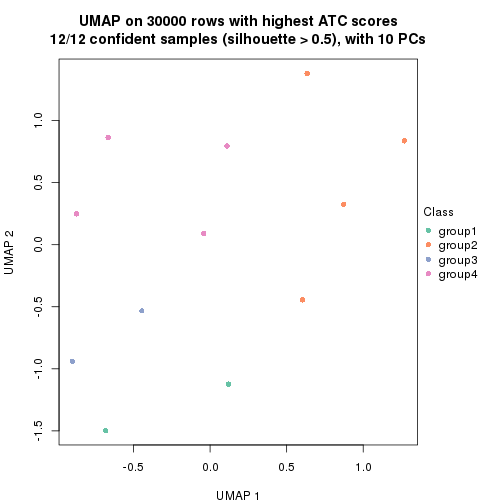 UMAP on 30000 rows with highest ATC scores
12/12 confident samples (silhouette > 0.5), with 10 PCs
1.0
0.5
0.0
-0.5
-1.0
-1.5
UMAP 2
Class
group1
group2
group3
group4
-0.5 0.0 0.5 1.0
UMAP 1